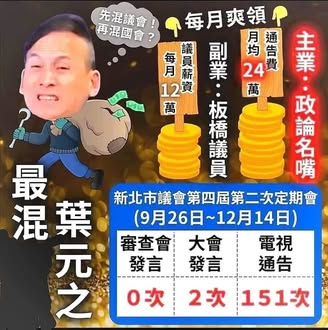 先混議會！
再混國會？
每月爽領
主業：政論名嘴
通告費
月均24萬
副業：板橋議員
議員薪資
每月12萬
最混
葉元之
新北市議會第四屆第二次定期會
(9月26日~12月14日)
審查會
發言
大會
發言
電視
通告
0次
2次
151次